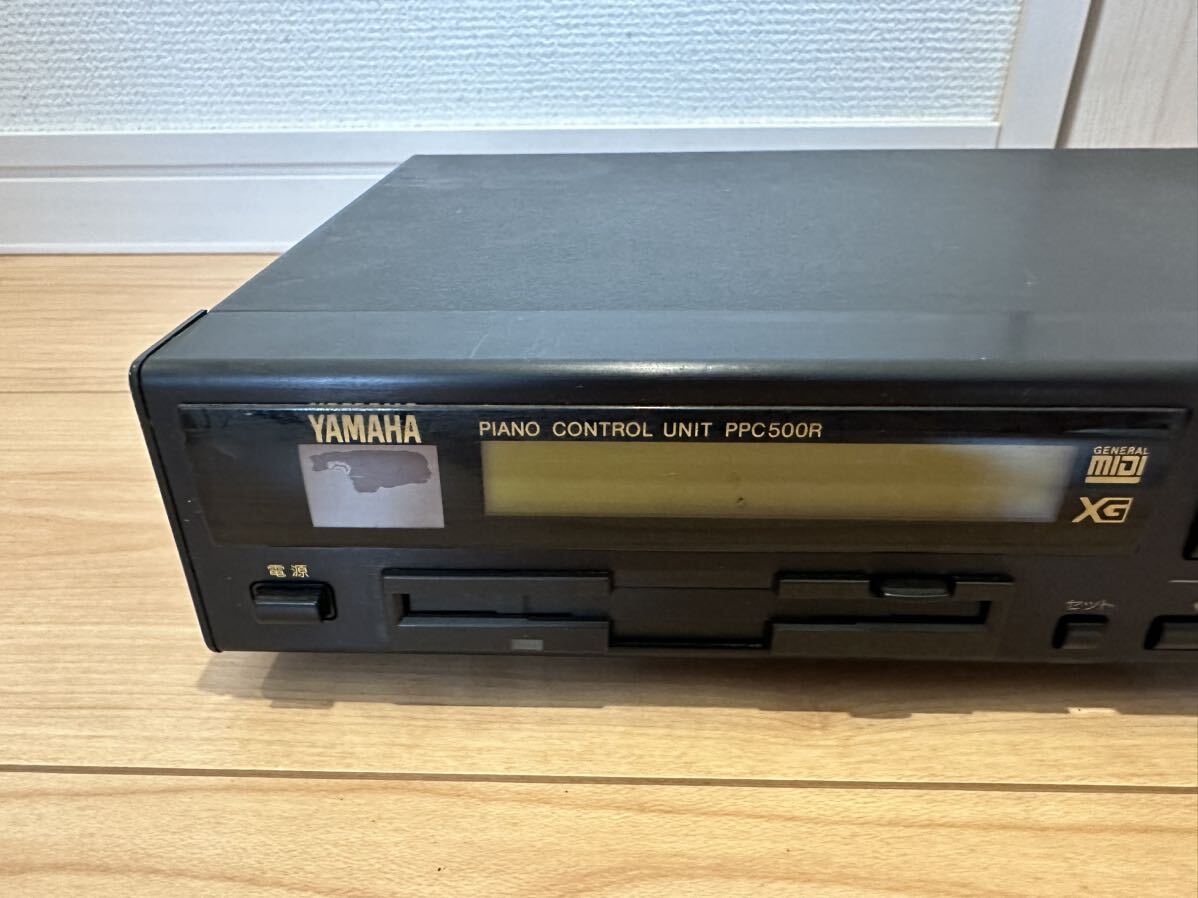 YAMAHA
PIANO CONTROL UNIT PPC500R
GENERAL
MIDI
XG
電源
セット